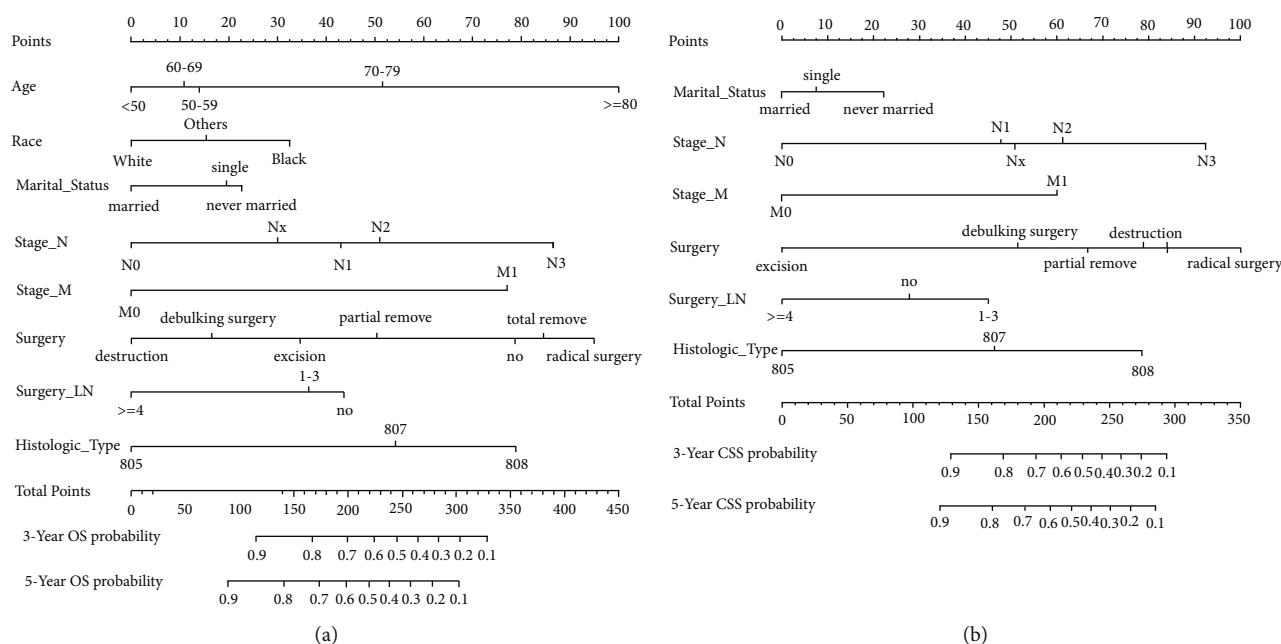 0 10 20 30 40 50 60 70 80 90 100
Points
60-69 70-79
Age
<50 50-59 >=80
Others
Race
White Black
single
Marital_Status
married never married
Nx N2
Stage_N
N0 N1 N3
M1
Stage_M
M0
debulking surgery partial remove total remove
Surgery
destruction excision no radical surgery
1-3
Surgery_LN
>=4 no
807
Histologic_Type
805 808
Total Points
0 50 100 150 200 250 300 350 400 450
3-Year OS probability
0.9 0.8 0.7 0.6 0.5 0.4 0.3 0.2 0.1
5-Year OS probability
0.9 0.8 0.7 0.6 0.5 0.4 0.3 0.2 0.1
(a)
0 10 20 30 40 50 60 70 80 90 100
Points
single
Marital_Status
married never married
N1 N2
Stage_N
N0 Nx N3
M1
Stage_M
M0
debulking surgery destruction
Surgery
excision partial remove radical surgery
no
Surgery_LN
>=4 1-3
807
Histologic_Type
805 808
Total Points
0 50 100 150 200 250 300 350
3-Year CSS probability
0.9 0.8 0.7 0.6 0.5 0.4 0.3 0.2 0.1
5-Year CSS probability
0.9 0.8 0.7 0.6 0.5 0.4 0.3 0.2 0.1
(b)